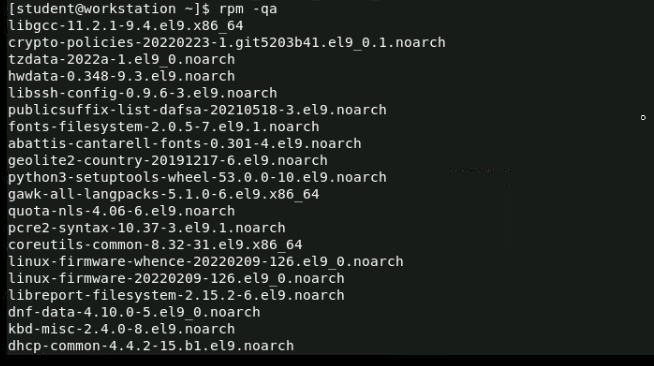 [student@workstation ~]$ rpm -qa
libgcc-11.2.1-9.4.el9.x86_64
crypto-policies-20220223-1.git5203b41.el9_0.1.noarch
tzdata-2022a-1.el9_0.noarch
hwdata-0.348-9.3.el9.noarch
libssh-config-0.9.6-3.el9.noarch
publicsuffix-list-dafsa-20210518-3.el9.noarch
fonts-filesystem-2.0.5-7.el9.1.noarch
abattis-cantarell-fonts-0.301-4.el9.noarch
geolite2-country-20191217-6.el9.noarch
python3-setuptools-wheel-53.0.0-10.el9.noarch
gawk-all-langpacks-5.1.0-6.el9.x86_64
quota-nls-4.06-6.el9.noarch
pcre2-syntax-10.37-3.el9.1.noarch
coreutils-common-8.32-31.el9.x86_64
linux-firmware-whence-20220209-126.el9_0.noarch
linux-firmware-20220209-126.el9_0.noarch
libreport-filesystem-2.15.2-6.el9.noarch
dnf-data-4.10.0-5.el9_0.noarch
kbd-misc-2.4.0-8.el9.noarch
dhcp-common-4.4.2-15.b1.el9.noarch